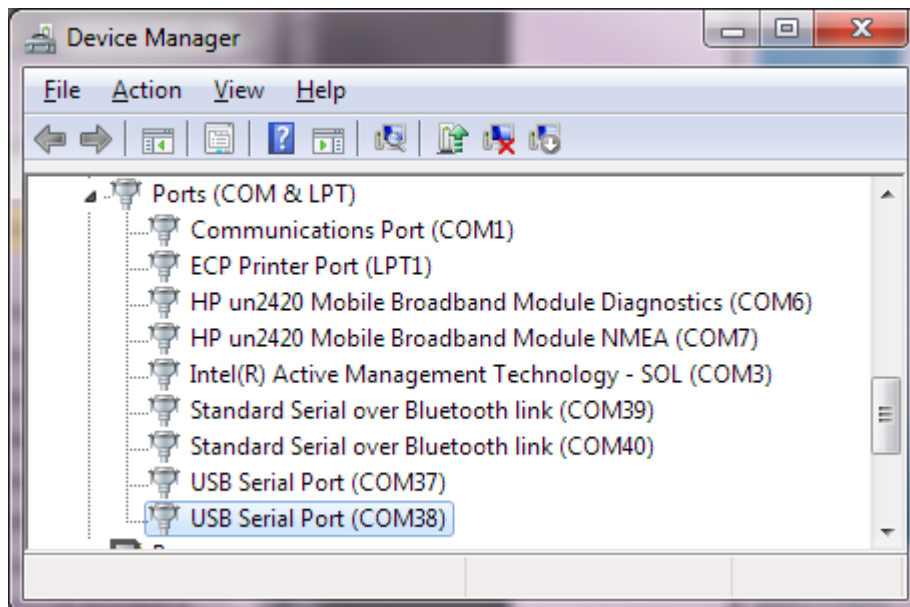 Device Manager
File Action View Help
Ports (COM & LPT)
Communications Port (COM1)
ECP Printer Port (LPT1)
HP un2420 Mobile Broadband Module Diagnostics (COM6)
HP un2420 Mobile Broadband Module NMEA (COM7)
Intel(R) Active Management Technology - SOL (COM3)
Standard Serial over Bluetooth link (COM39)
Standard Serial over Bluetooth link (COM40)
USB Serial Port (COM37)
USB Serial Port (COM38)